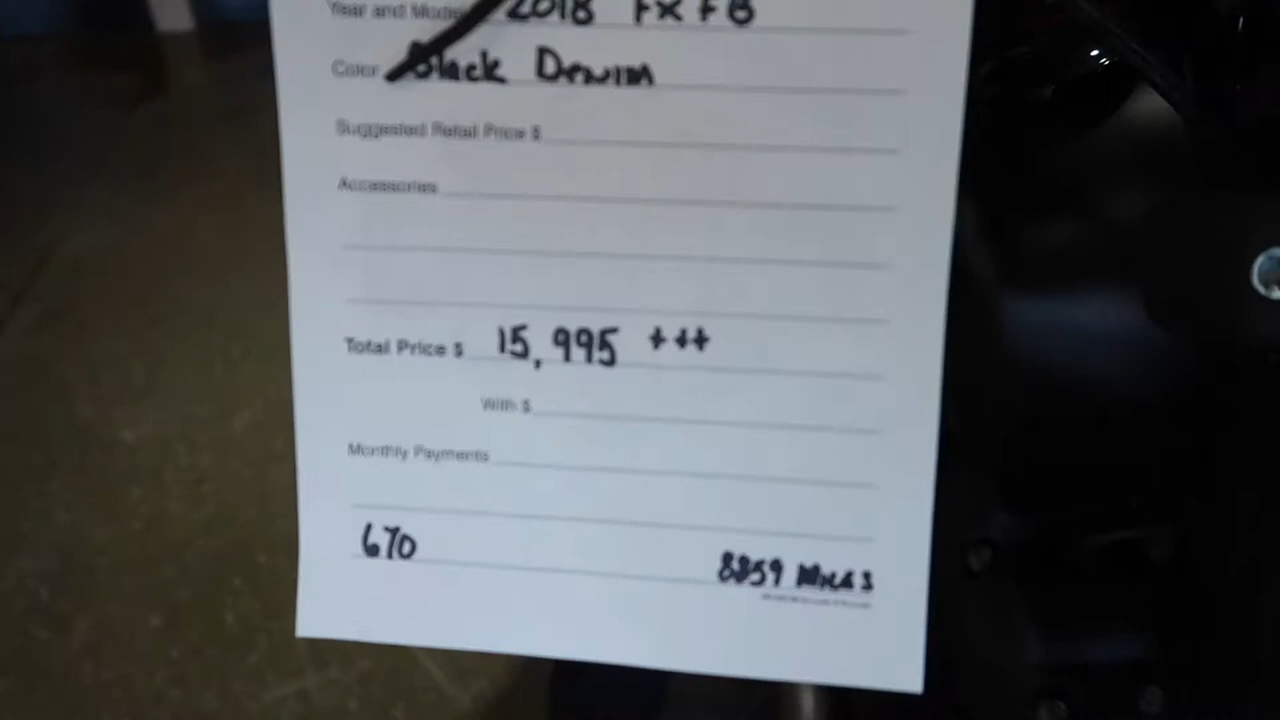 Year and Model 2018 FXFB
Color Black Denim
Suggested Retail Price $
Accessories
Total Price $ 15,995 +++
With $
Monthly Payments
670
8859 MILES